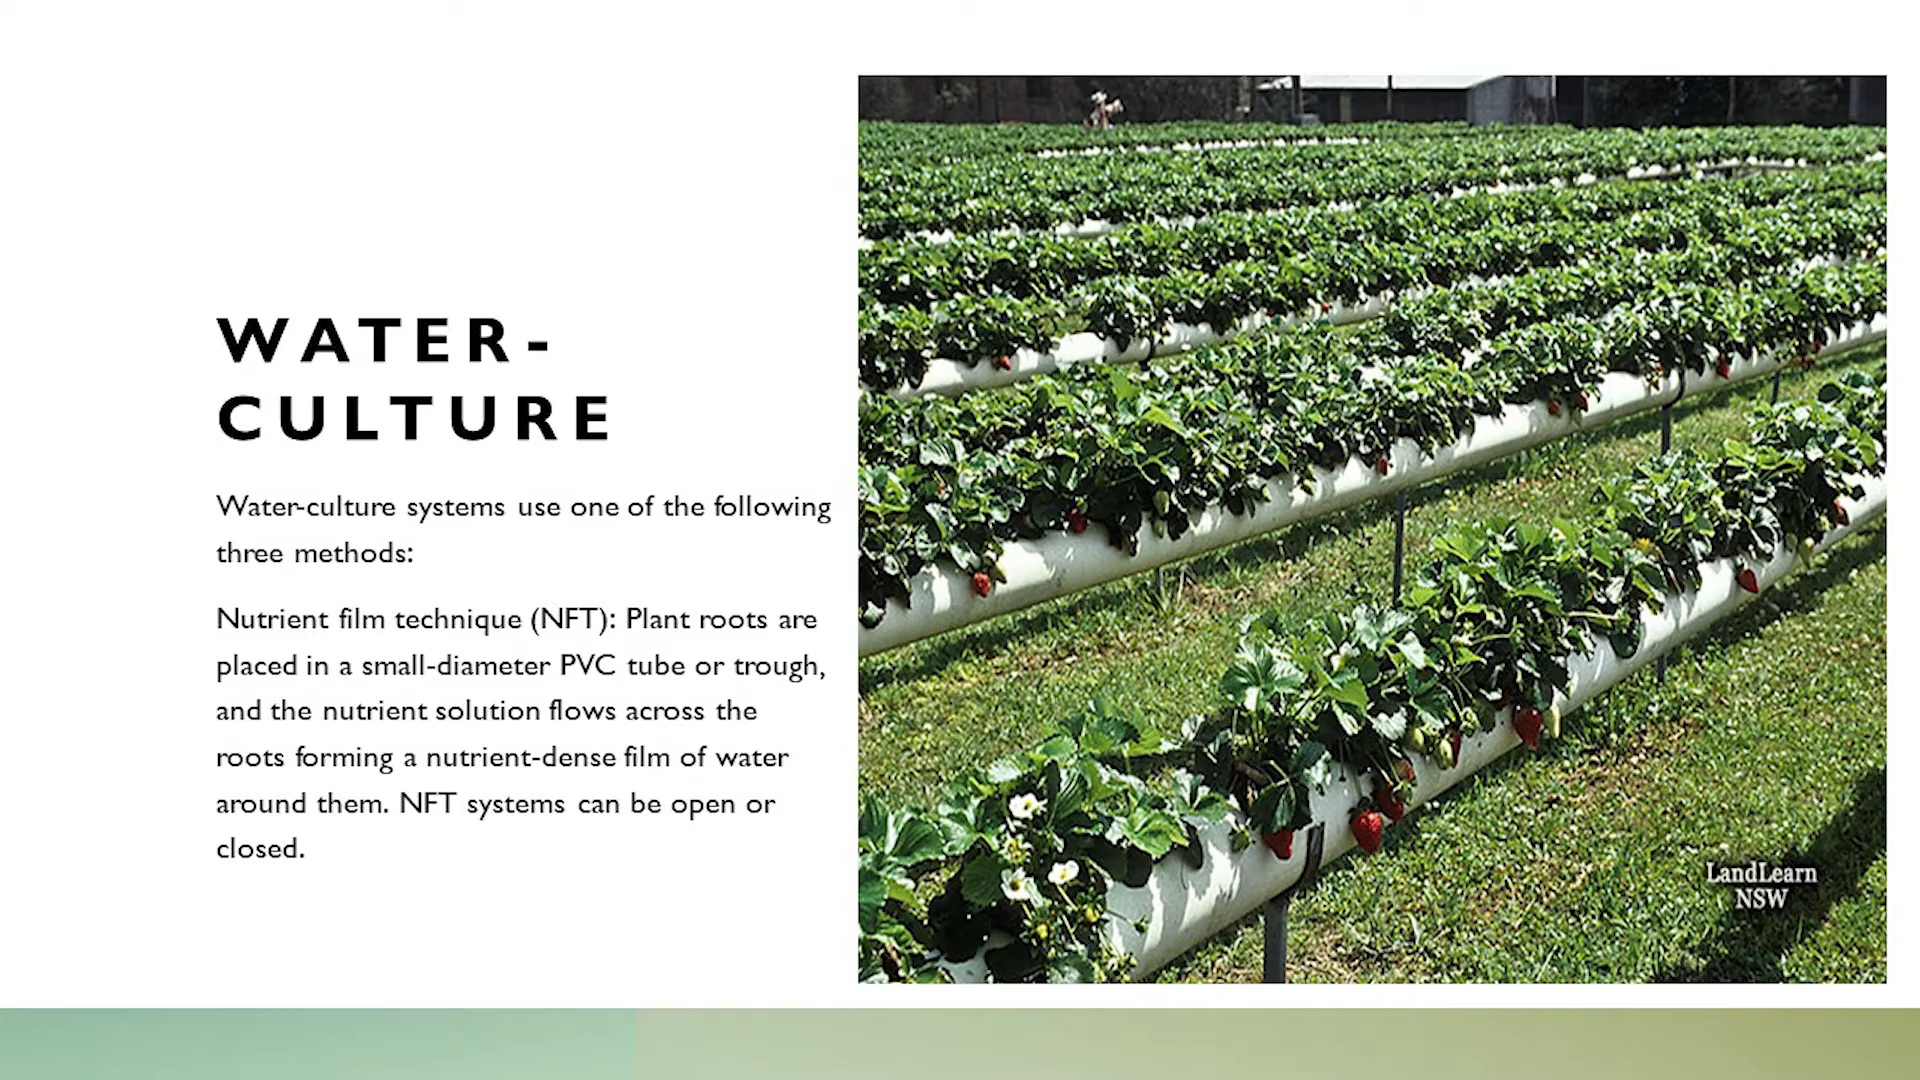 WATER-
CULTURE
Water-culture systems use one of the following
three methods:
Nutrient film technique (NFT): Plant roots are
placed in a small-diameter PVC tube or trough,
and the nutrient solution flows across the
roots forming a nutrient-dense film of water
around them. NFT systems can be open or
closed.
LandLearn
NSW